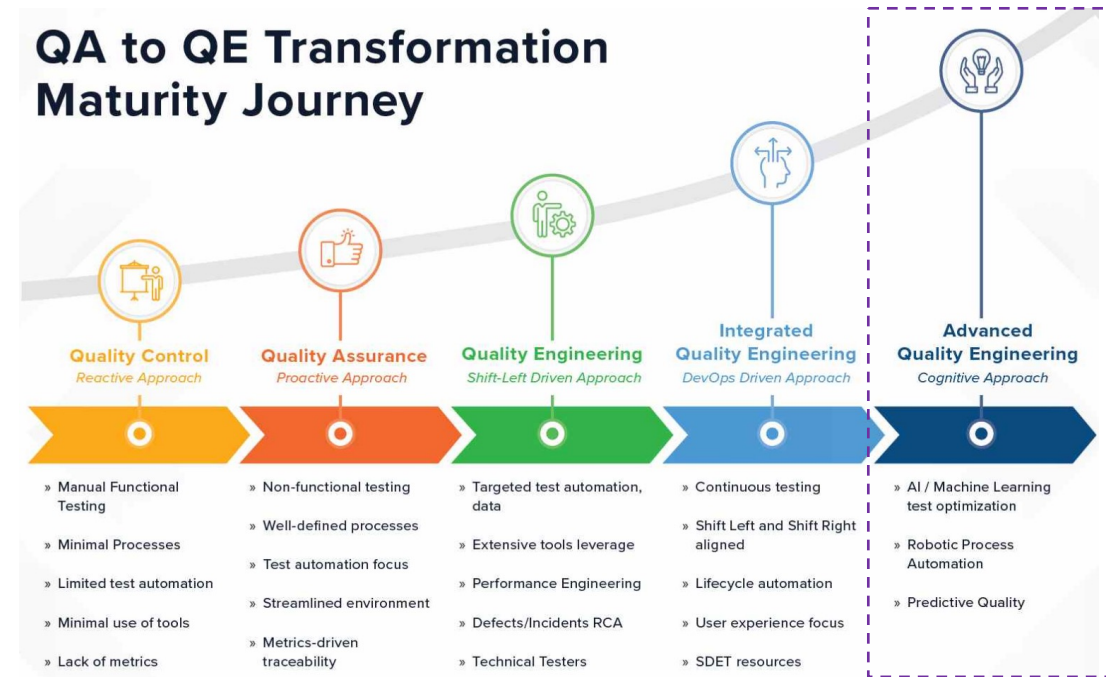 QA to QE Transformation
Maturity Journey
Quality Control
Reactive Approach
Quality Assurance
Proactive Approach
Quality Engineering
Shift-Left Driven Approach
Integrated
Quality Engineering
DevOps Driven Approach
Advanced
Quality Engineering
Cognitive Approach
» Manual Functional
Testing
» Minimal Processes
» Limited test automation
» Minimal use of tools
» Lack of metrics
» Non-functional testing
» Well-defined processes
» Test automation focus
» Streamlined environment
» Metrics-driven
traceability
» Targeted test automation,
data
» Extensive tools leverage
» Performance Engineering
» Defects/Incidents RCA
» Technical Testers
» Continuous testing
» Shift Left and Shift Right
aligned
» Lifecycle automation
» User experience focus
» SDET resources
» AI / Machine Learning
test optimization
» Robotic Process
Automation
» Predictive Quality